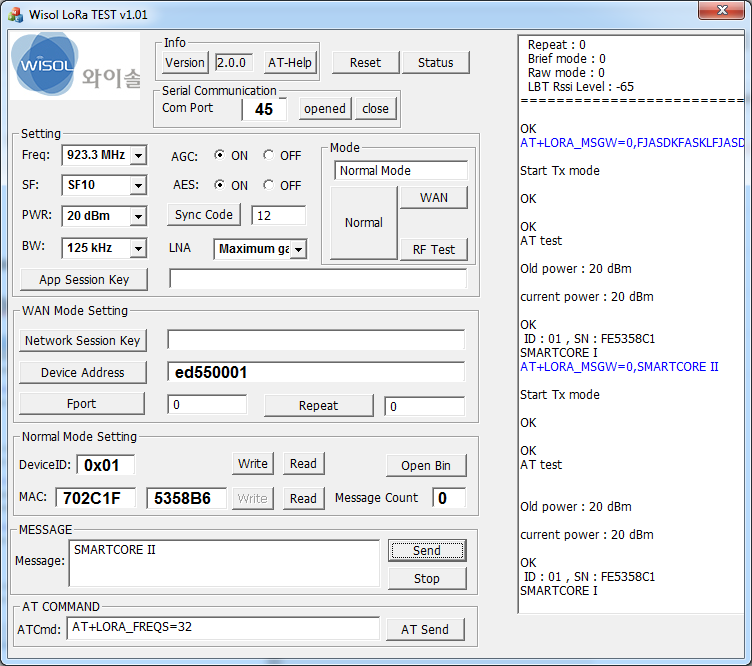 Wisol LoRa TEST v1.01
WISOL 와이솔
Info
Version 2.0.0 AT-Help Reset Status
Serial Communication
Com Port 45 opened close
Setting
Freq: 923.3 MHz AGC: ON OFF
SF: SF10 AES: ON OFF
PWR: 20 dBm Sync Code 12
BW: 125 kHz LNA Maximum ga
App Session Key
Mode
Normal Mode
Normal WAN
RF Test
WAN Mode Setting
Network Session Key
Device Address ed550001
Fport 0 Repeat 0
Normal Mode Setting
DeviceID: 0x01 Write Read Open Bin
MAC: 702C1F 5358B6 Write Read Message Count 0
MESSAGE
Message: SMARTCORE II Send
Stop
AT COMMAND
ATCmd: AT+LORA_FREQS=32 AT Send
Repeat : 0
Brief mode : 0
Raw mode : 0
LBT Rssi Level : -65
==========================
OK
AT+LORA_MSGW=0,FJASDKFASKLFJASD
Start Tx mode
OK
OK
AT test
Old power : 20 dBm
current power : 20 dBm
OK
ID : 01 , SN : FE5358C1
SMARTCORE I
AT+LORA_MSGW=0,SMARTCORE II
Start Tx mode
OK
OK
AT test
Old power : 20 dBm
current power : 20 dBm
OK
ID : 01 , SN : FE5358C1
SMARTCORE I